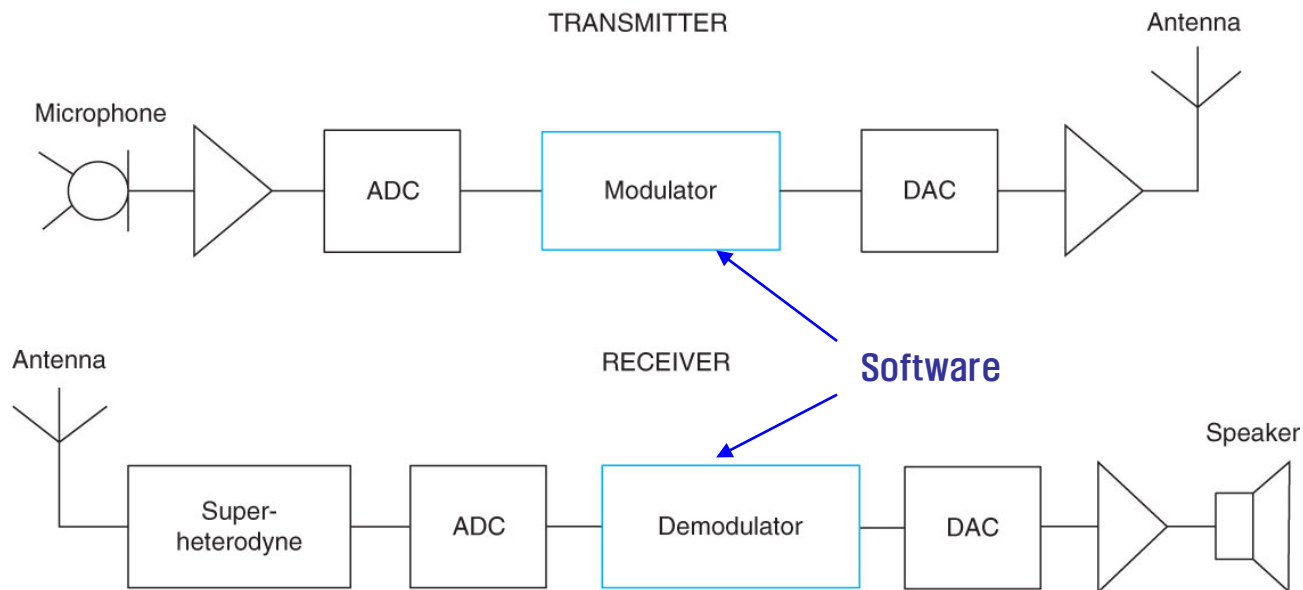 TRANSMITTER
Antenna
Microphone
ADC
Modulator
DAC
Antenna
RECEIVER
Software
Speaker
Super-
heterodyne
ADC
Demodulator
DAC